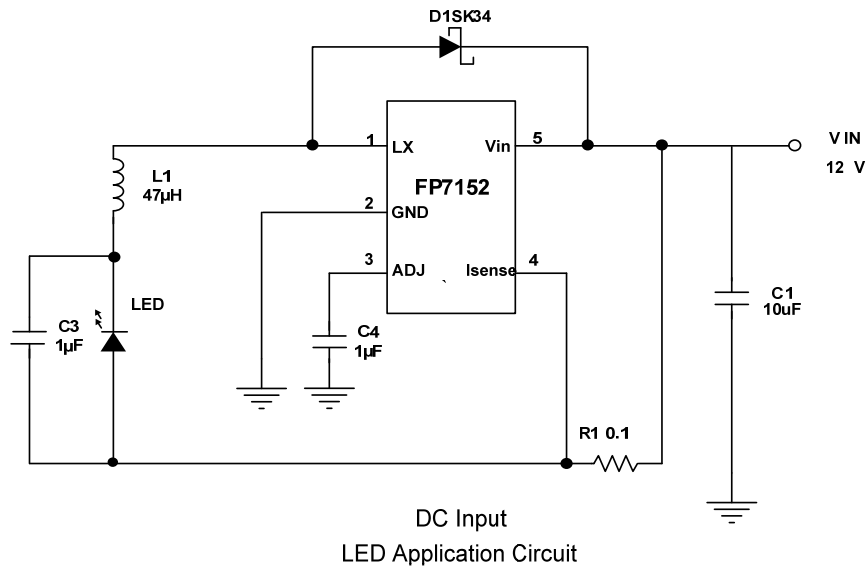 D1SK34
1
LX
Vin
5
V IN
12 V
L1
47µH
FP7152
2
GND
3
ADJ
Isense
4
LED
C3
1µF
C4
1µF
C1
10uF
R1 0.1
DC Input
LED Application Circuit